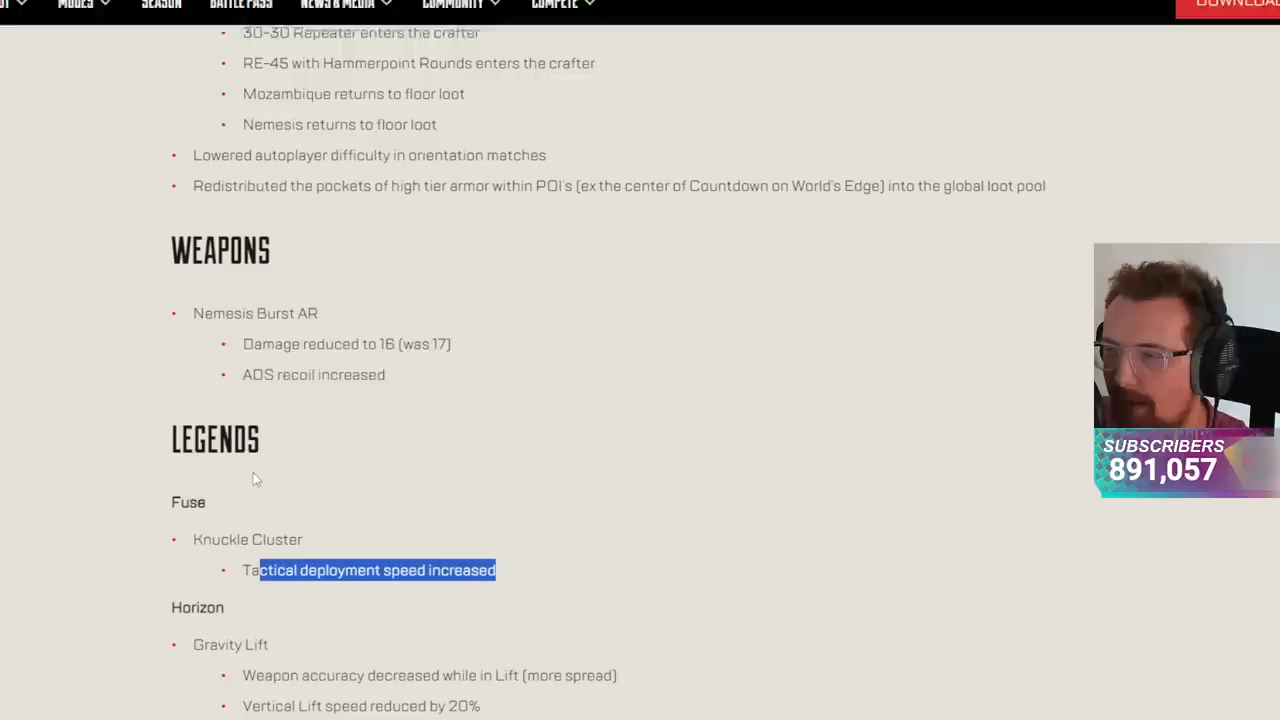 MODES
SEASON
BATTLE PASS
NEWS & MEDIA
COMMUNITY
COMPETE
DOWNLOAD
30-30 Repeater enters the crafter
RE-45 with Hammerpoint Rounds enters the crafter
Mozambique returns to floor loot
Nemesis returns to floor loot
Lowered autoplayer difficulty in orientation matches
Redistributed the pockets of high tier armor within POI's (ex the center of Countdown on World's Edge) into the global loot pool
WEAPONS
Nemesis Burst AR
Damage reduced to 16 (was 17)
ADS recoil increased
LEGENDS
Fuse
Knuckle Cluster
Tactical deployment speed increased
Horizon
Gravity Lift
Weapon accuracy decreased while in Lift (more spread)
Vertical Lift speed reduced by 20%
SUBSCRIBERS
891,057